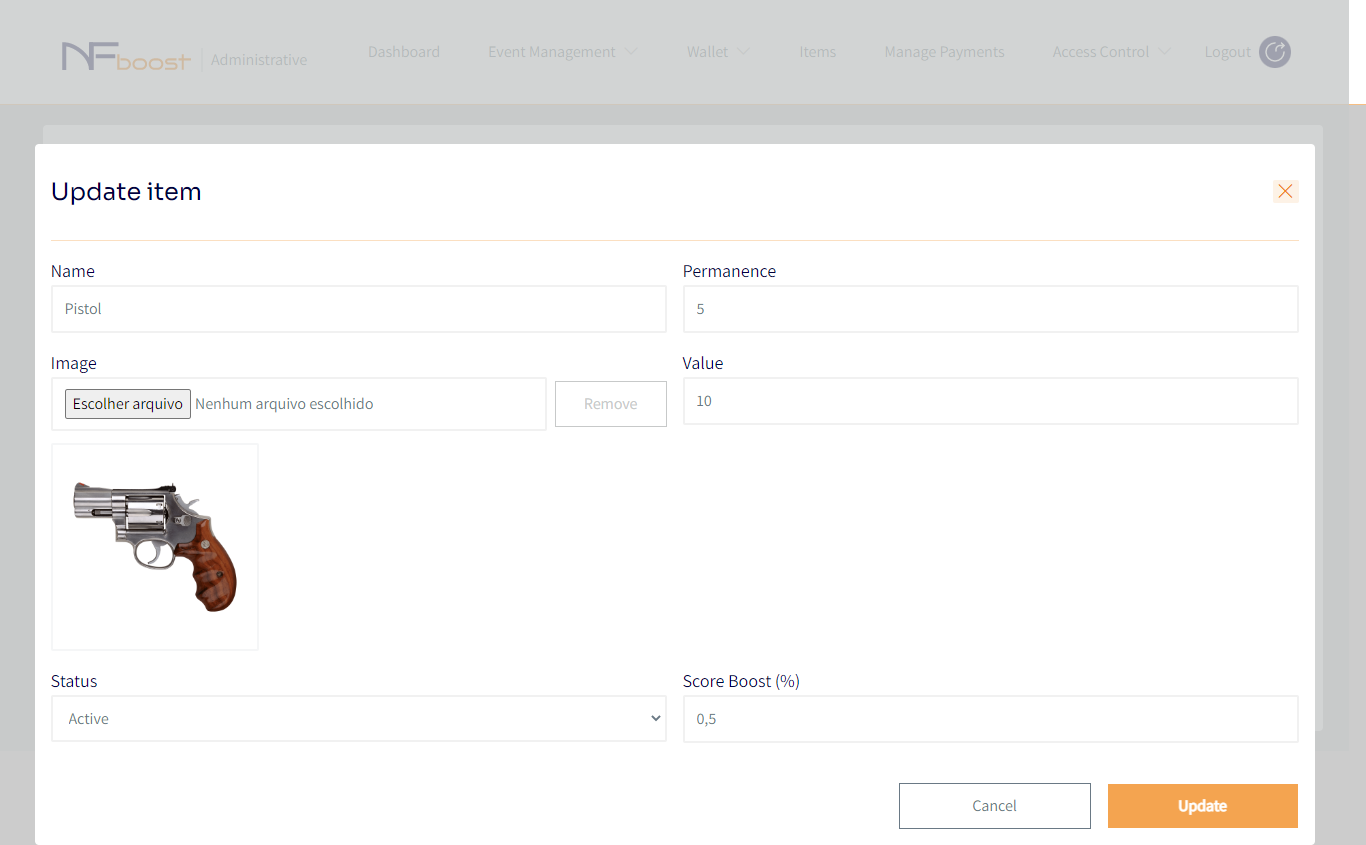 NFboost Administrative Dashboard Event Management Wallet Items Manage Payments Access Control Logout
Update item
Name Permanence
Pistol 5
Image Value
Escolher arquivo Nenhum arquivo escolhido Remove 10
Status Score Boost (%)
Active 0,5
Cancel Update